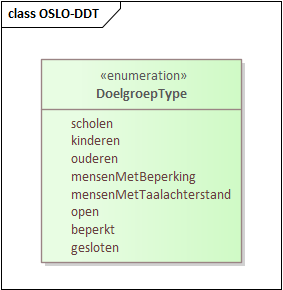 class OSLO-DDT
«enumeration»
DoelgroepType
scholen
kinderen
ouderen
mensenMetBeperking
mensenMetTaalachterstand
open
beperkt
gesloten